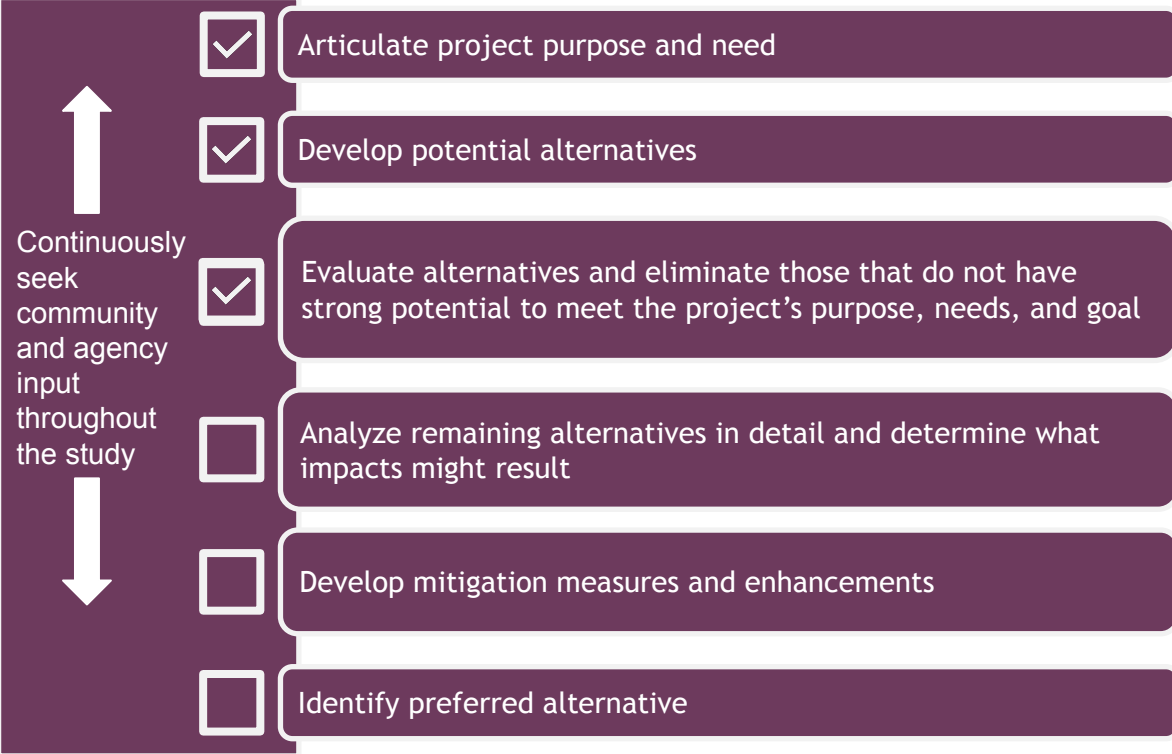 Articulate project purpose and need
Develop potential alternatives
Continuously
seek
community
and agency
input
throughout
the study
Evaluate alternatives and eliminate those that do not have
strong potential to meet the project’s purpose, needs, and goal
Analyze remaining alternatives in detail and determine what
impacts might result
Develop mitigation measures and enhancements
Identify preferred alternative